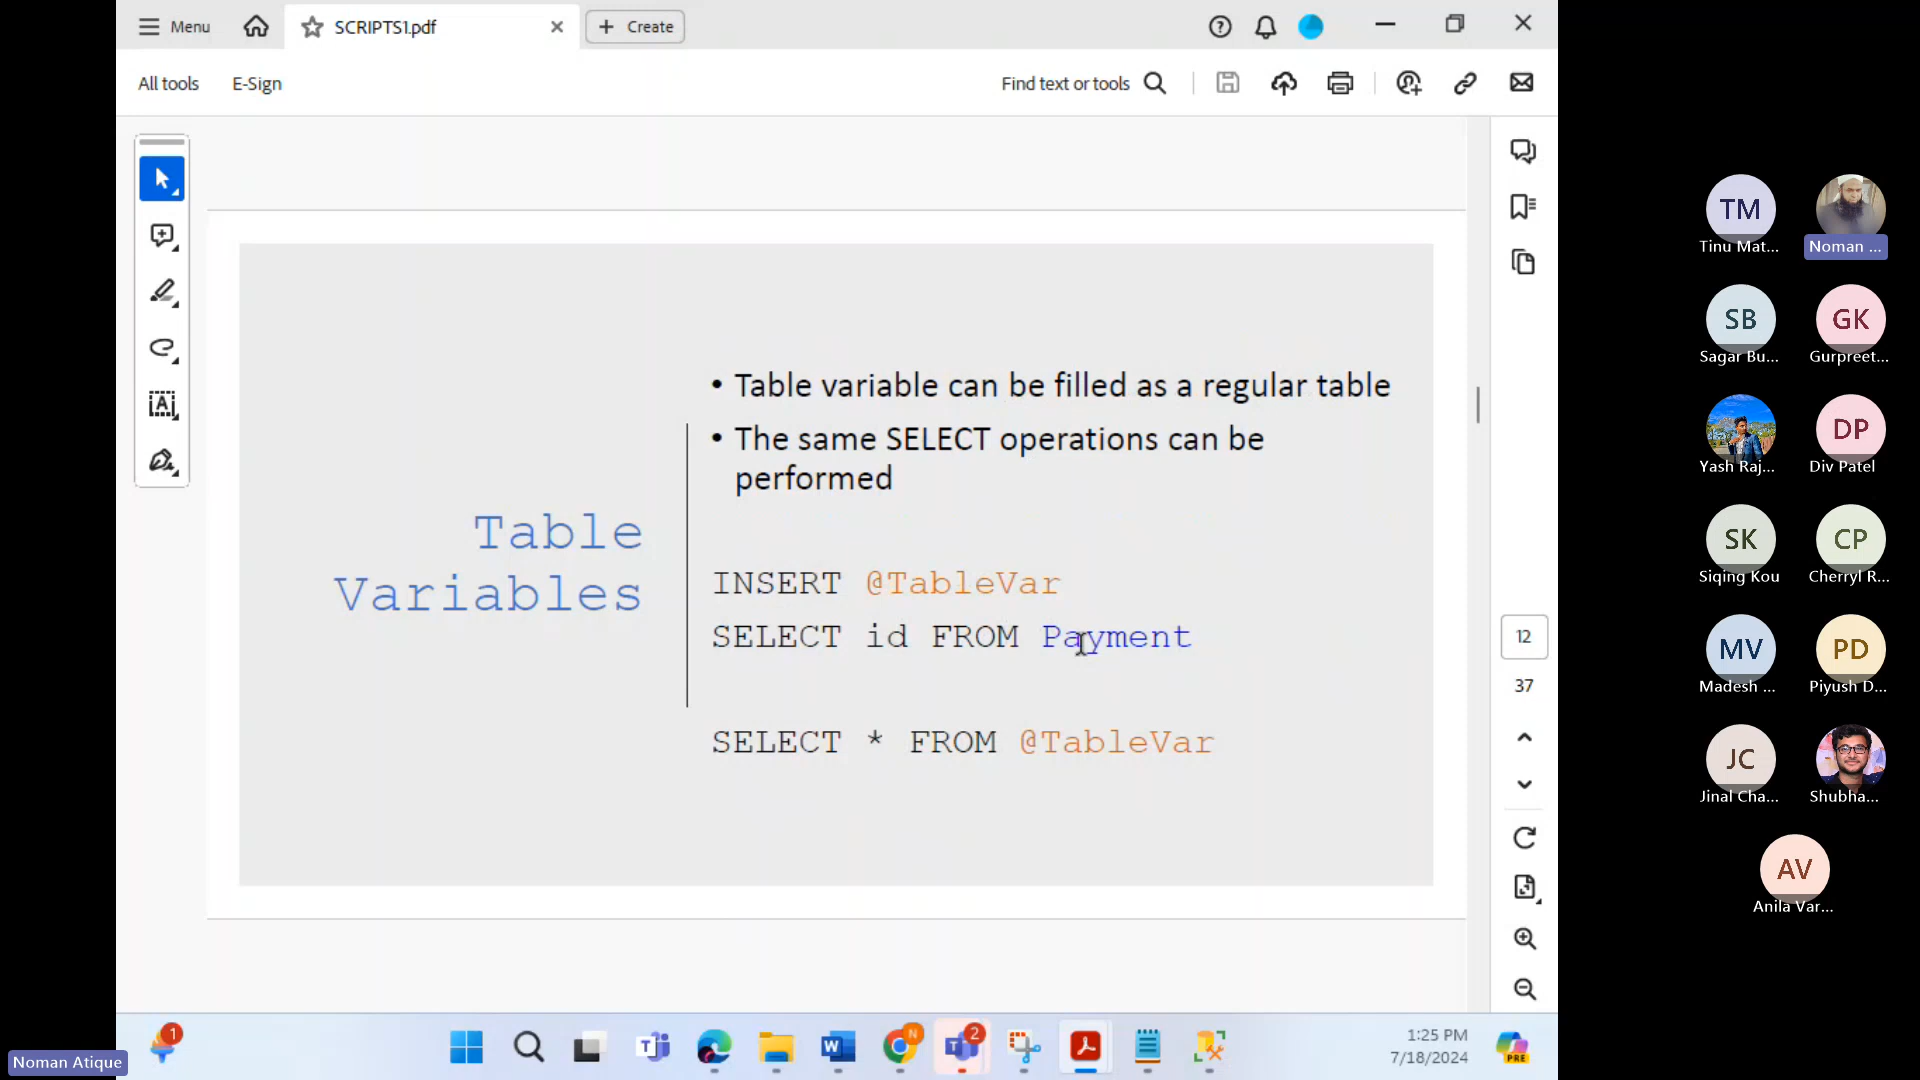 Menu
SCRIPTS1.pdf
Create
All tools
E-Sign
Find text or tools
• Table variable can be filled as a regular table
• The same SELECT operations can be
performed
Table
Variables
INSERT @TableVar
SELECT id FROM Payment
SELECT * FROM @TableVar
12
37
TM
Tinu Mat...
Noman ...
SB
Sagar Bu...
GK
Gurpreet...
Yash Raj...
DP
Div Patel
SK
Siqing Kou
CP
Cherryl R...
MV
Madesh ...
PD
Piyush D...
JC
Jinal Cha...
Shubha...
AV
Anila Var...
1
N
2
1:25 PM
7/18/2024
PRE
Noman Atique